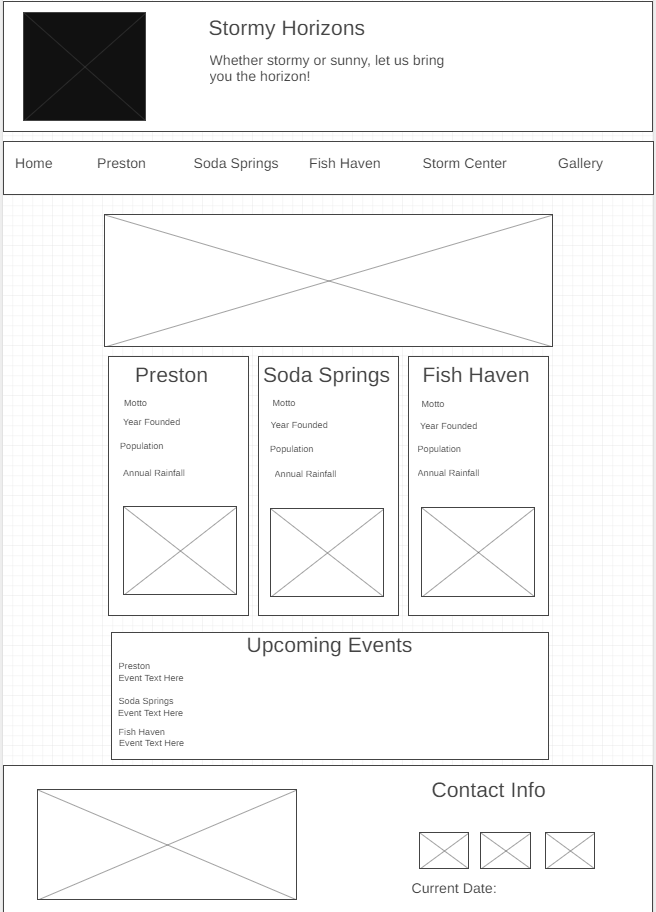 Stormy Horizons
Whether stormy or sunny, let us bring
you the horizon!
Home Preston Soda Springs Fish Haven Storm Center Gallery
Preston
Motto
Year Founded
Population
Annual Rainfall
Soda Springs
Motto
Year Founded
Population
Annual Rainfall
Fish Haven
Motto
Year Founded
Population
Annual Rainfall
Upcoming Events
Preston
Event Text Here
Soda Springs
Event Text Here
Fish Haven
Event Text Here
Contact Info
Current Date: